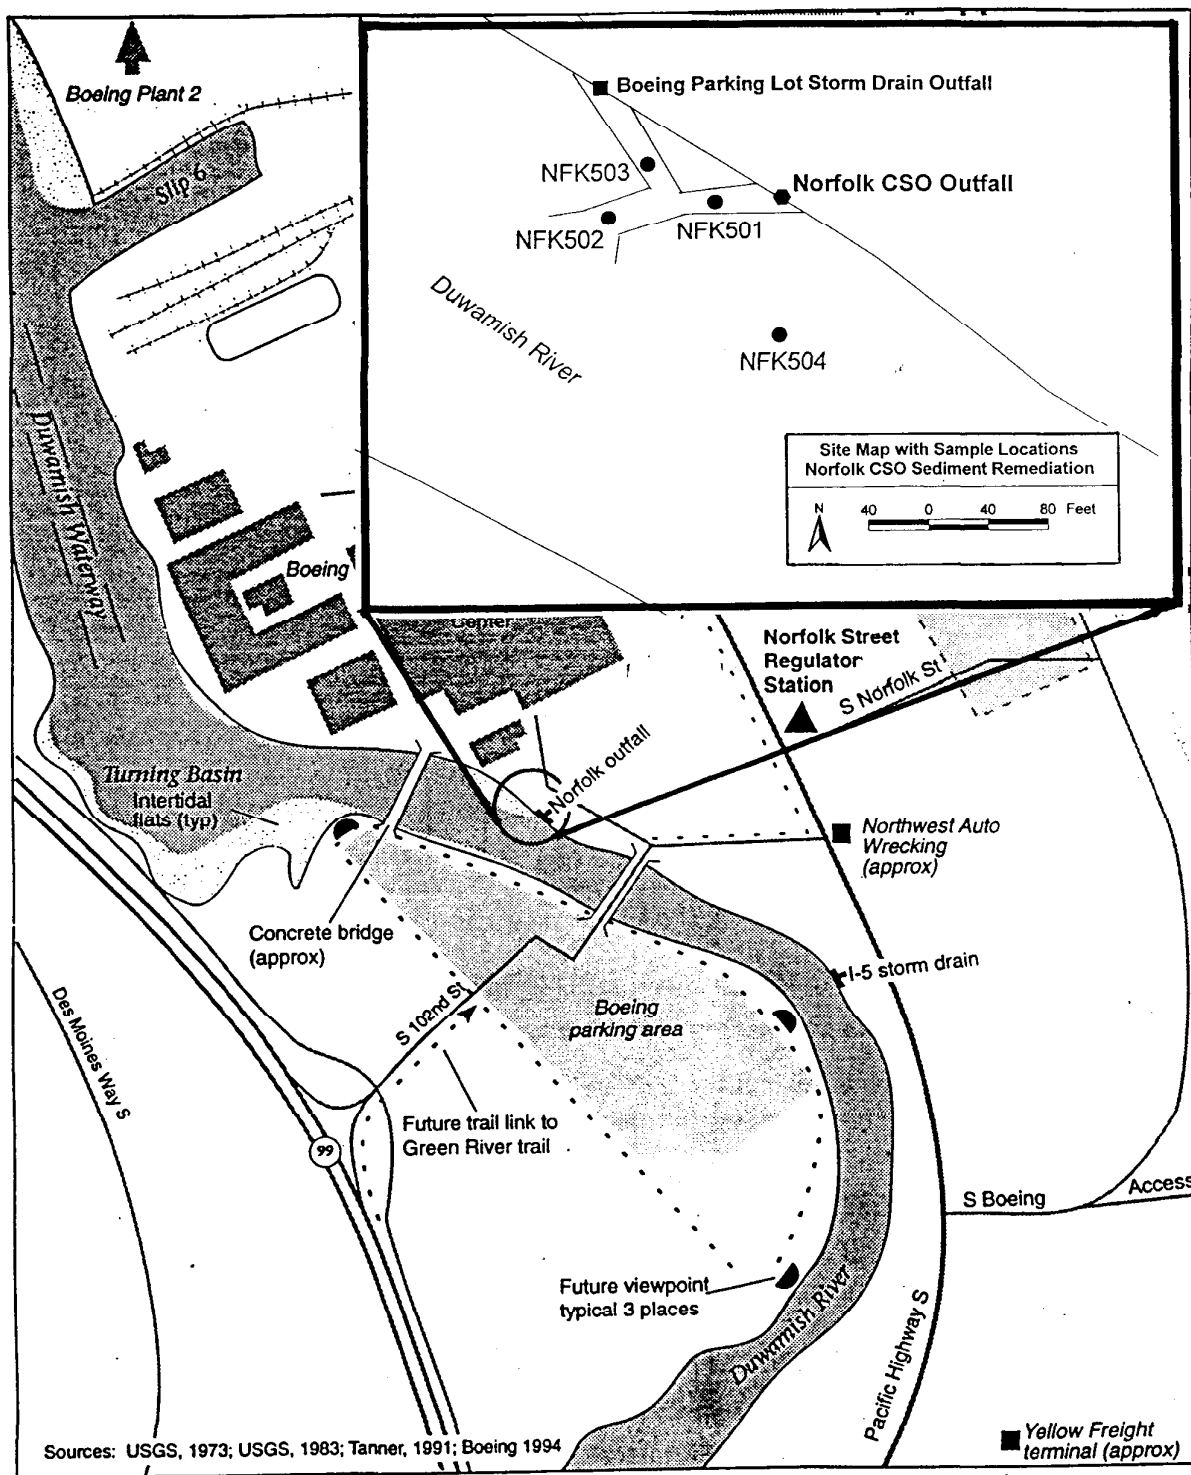 Boeing Plant 2
Slip 6
Boeing Parking Lot Storm Drain Outfall
NFK503
Norfolk CSO Outfall
NFK502
NFK501
Duwamish River
NFK504
Site Map with Sample Locations
Norfolk CSO Sediment Remediation
N
40 0 40 80 Feet
Duwamish Waterway
Boeing
Center
Norfolk Street
Regulator
Station
S Norfolk St
Turning Basin
Intertidal
flats (typ)
Norfolk outfall
Northwest Auto
Wrecking
(approx)
Concrete bridge
(approx)
I-5 storm drain
S 102nd St
Boeing
parking area
Des Moines Way S
Future trail link to
Green River trail
99
S Boeing
Access
Future viewpoint
typical 3 places
Duwamish River
Pacific Highway S
Yellow Freight
terminal (approx)
Sources: USGS, 1973; USGS, 1983; Tanner, 1991; Boeing 1994